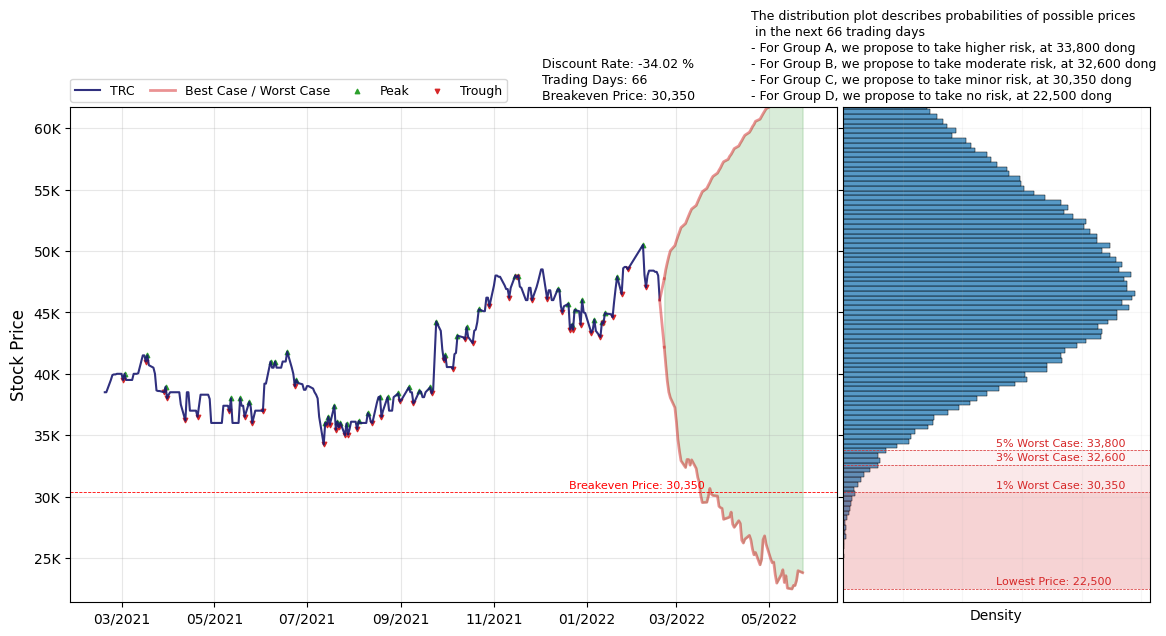 The distribution plot describes probabilities of possible prices
in the next 66 trading days
- For Group A, we propose to take higher risk, at 33,800 dong
- For Group B, we propose to take moderate risk, at 32,600 dong
- For Group C, we propose to take minor risk, at 30,350 dong
- For Group D, we propose to take no risk, at 22,500 dong
Discount Rate: -34.02 %
Trading Days: 66
Breakeven Price: 30,350
TRC
Best Case / Worst Case
Peak
Trough
Stock Price
60K
55K
50K
45K
40K
35K
30K
25K
Breakeven Price: 30,350
03/2021
05/2021
07/2021
09/2021
11/2021
01/2022
03/2022
05/2022
5% Worst Case: 33,800
3% Worst Case: 32,600
1% Worst Case: 30,350
Lowest Price: 22,500
Density